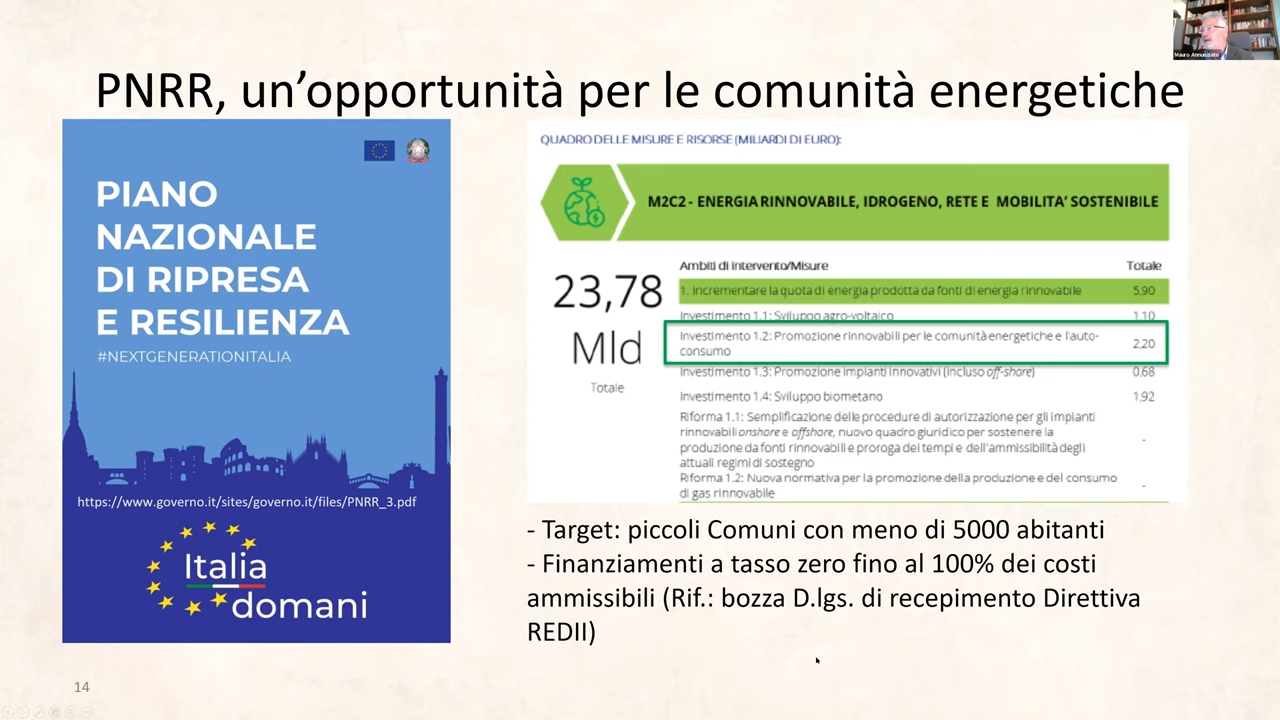 Mauro Annunziato
PNRR, un’opportunità per le comunità energetiche
PIANO
NAZIONALE
DI RIPRESA
E RESILIENZA
#NEXTGENERATIONITALIA
https://www.governo.it/sites/governo.it/files/PNRR_3.pdf
Italia
domani
QUADRO DELLE MISURE E RISORSE (MILIARDI DI EURO):
M2C2 - ENERGIA RINNOVABILE, IDROGENO, RETE E MOBILITA’ SOSTENIBILE
23,78
Mld
Totale
Ambiti di intervento/Misure Totale
1. Incrementare la quota di energia prodotta da fonti di energia rinnovabile 5,90
Investimento 1.1: Sviluppo agro-voltaico 1,10
Investimento 1.2: Promozione rinnovabili per le comunità energetiche e l'auto-
consumo 2,20
Investimento 1.3: Promozione impianti innovativi (incluso off-shore) 0,68
Investimento 1.4: Sviluppo biometano 1,92
Riforma 1.1: Semplificazione delle procedure di autorizzazione per gli impianti
rinnovabili onshore e offshore, nuovo quadro giuridico per sostenere la
produzione da fonti rinnovabili e proroga dei tempi e dell'ammissibilità degli -
attuali regimi di sostegno
Riforma 1.2: Nuova normativa per la promozione della produzione e del consumo
di gas rinnovabile -
- Target: piccoli Comuni con meno di 5000 abitanti
- Finanziamenti a tasso zero fino al 100% dei costi
ammissibili (Rif.: bozza D.lgs. di recepimento Direttiva
REDII)
14